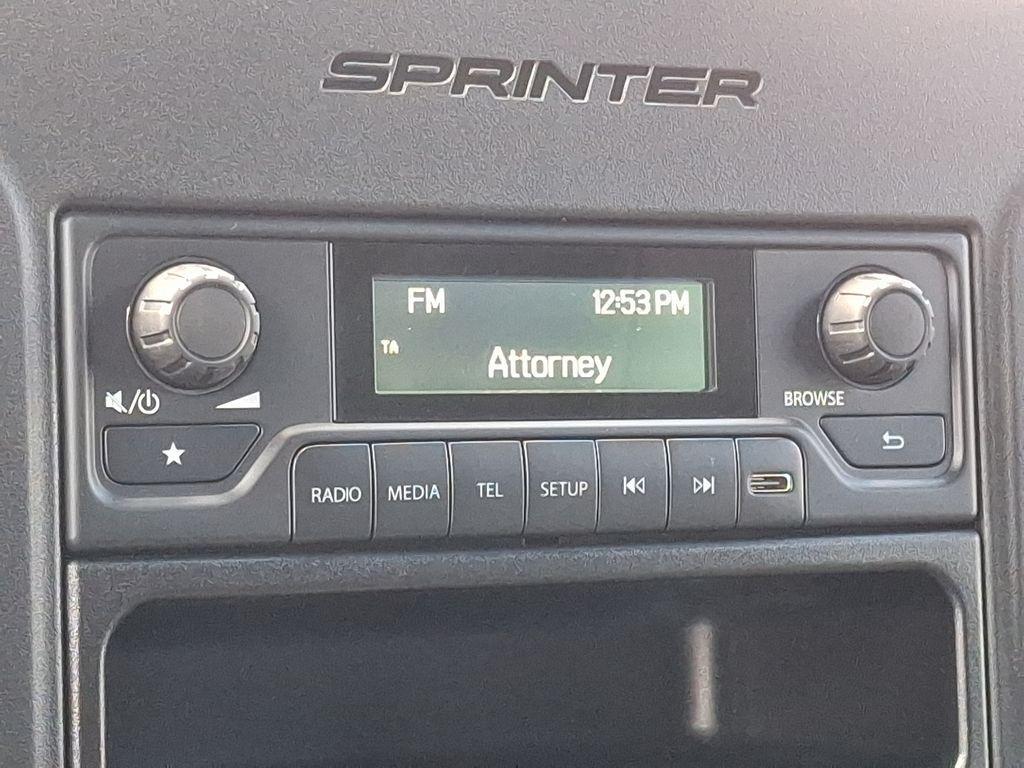 SPRINTER
FM 12:53 PM
TA
Attorney
BROWSE
RADIO MEDIA TEL SETUP